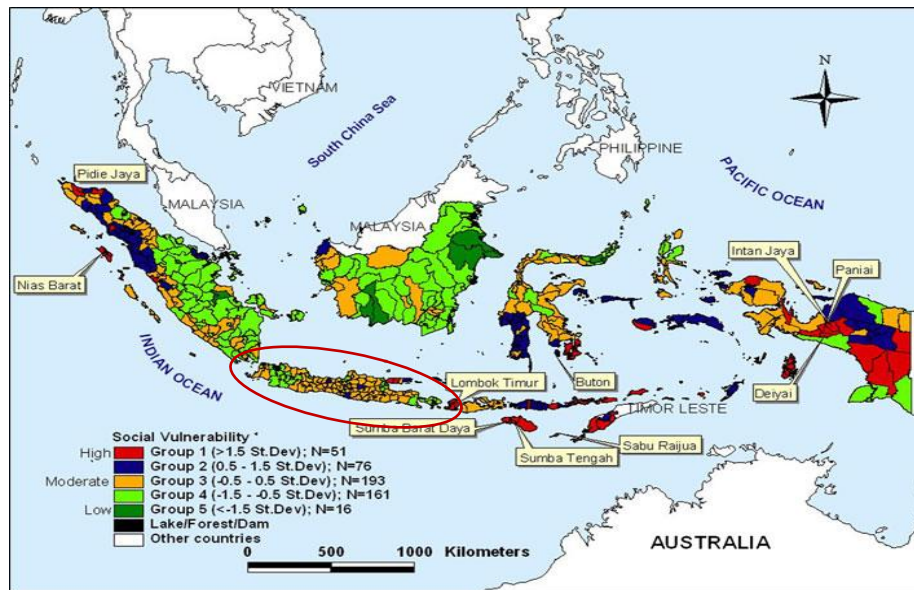 VIETNAM
South China Sea
PHILIPPINE
PACIFIC OCEAN
Pidie Jaya
MALAYSIA
MALAYSIA
Intan Jaya
Paniai
Nias Barat
INDIAN OCEAN
Lombok Timur
Buton
Deiyai
TIMOR LESTE
Sumba Barat Daya
Sabu Raijua
Sumba Tengah
Social Vulnerability *
High Group 1 (>1.5 St.Dev); N=51
Group 2 (0.5 - 1.5 St.Dev); N=76
Moderate Group 3 (-0.5 - 0.5 St.Dev); N=193
Group 4 (-1.5 - -0.5 St.Dev); N=161
Low Group 5 (<-1.5 St.Dev); N=16
Lake/Forest/Dam
Other countries
0 500 1000 Kilometers
AUSTRALIA